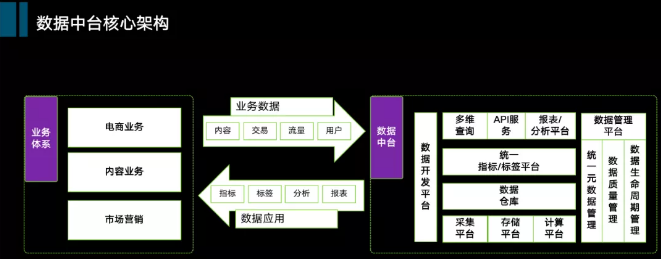 数据中台核心架构
业务
体系
电商业务
内容业务
市场营销
业务数据
内容
交易
流量
用户
指标
标签
分析
报表
数据应用
数据
中台
数据开发平台
多维
查询
API服
务
报表/
分析平台
统一
指标/标签平台
数据
仓库
采集
平台
存储
平台
计算
平台
数据管理
平台
统一元数据管理
数据质量管理
数据生命周期管理